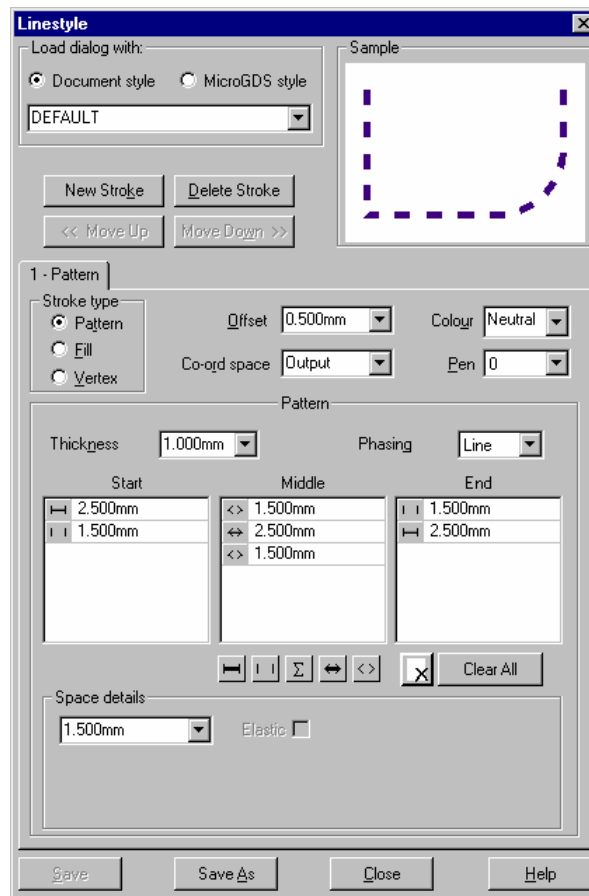 Linestyle
Load dialog with:
Document style
MicroGDS style
DEFAULT
Sample
New Stroke
Delete Stroke
<< Move Up
Move Down >>
1 - Pattern
Stroke type
Pattern
Fill
Vertex
Offset
0.500mm
Colour
Neutral
Co-ord space
Output
Pen
0
Pattern
Thickness
1.000mm
Phasing
Line
Start
Middle
End
2.500mm
1.500mm
1.500mm
2.500mm
1.500mm
1.500mm
2.500mm
Σ
Clear All
Space details
1.500mm
Elastic
Save
Save As
Close
Help